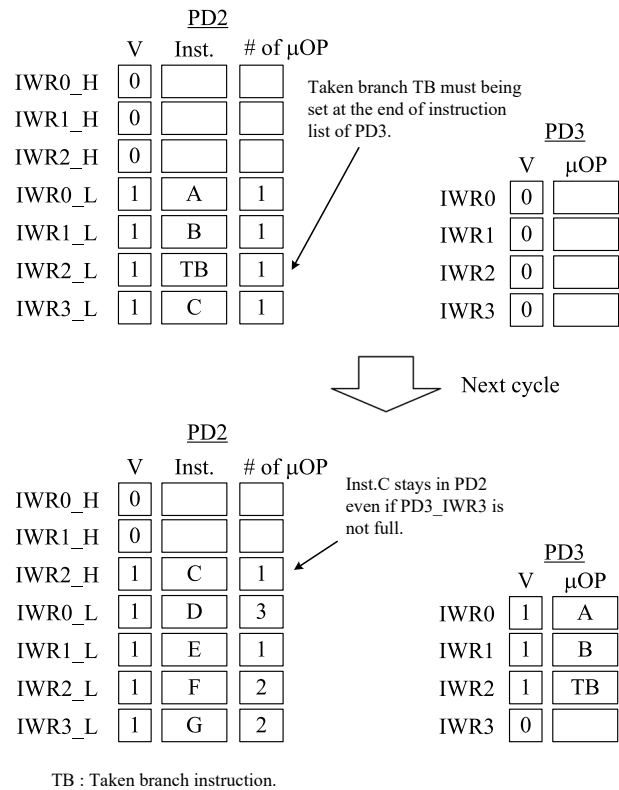 PD2
V Inst. # of μOP
IWR0_H 0
IWR1_H 0
IWR2_H 0
IWR0_L 1 A 1
IWR1_L 1 B 1
IWR2_L 1 TB 1
IWR3_L 1 C 1
Taken branch TB must being
set at the end of instruction
list of PD3.
PD3
V μOP
IWR0 0
IWR1 0
IWR2 0
IWR3 0
Next cycle
PD2
V Inst. # of μOP
IWR0_H 0
IWR1_H 0
IWR2_H 1 C 1
IWR0_L 1 D 3
IWR1_L 1 E 1
IWR2_L 1 F 2
IWR3_L 1 G 2
Inst.C stays in PD2
even if PD3_IWR3 is
not full.
PD3
V μOP
IWR0 1 A
IWR1 1 B
IWR2 1 TB
IWR3 0
TB : Taken branch instruction.